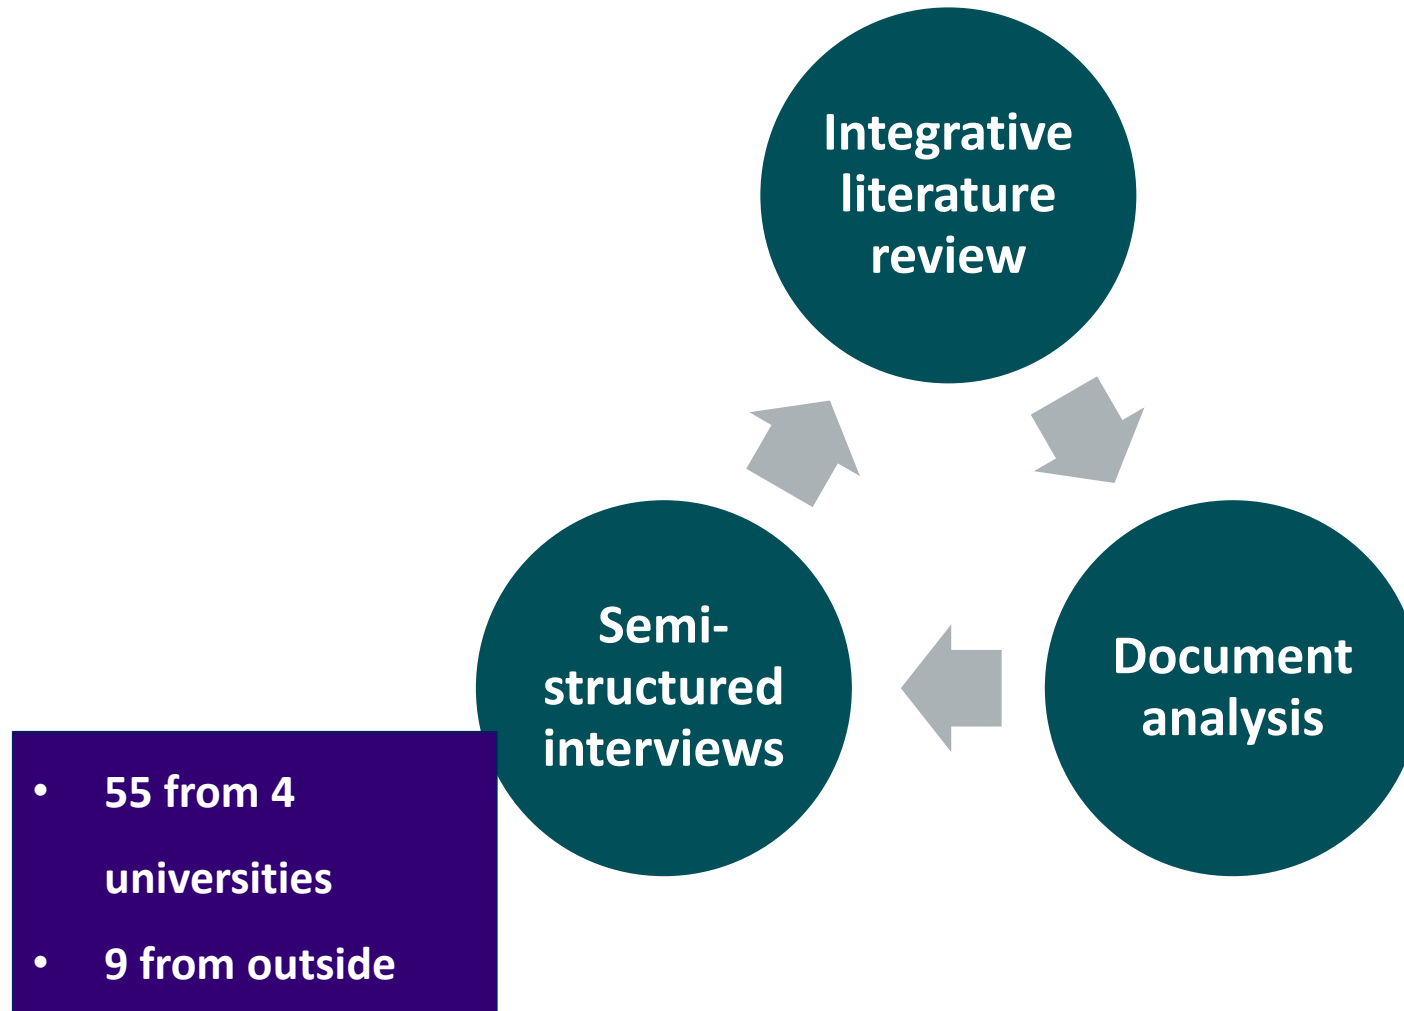 Integrative
literature
review
Document
analysis
Semi-
structured
interviews
• 55 from 4
universities
• 9 from outside